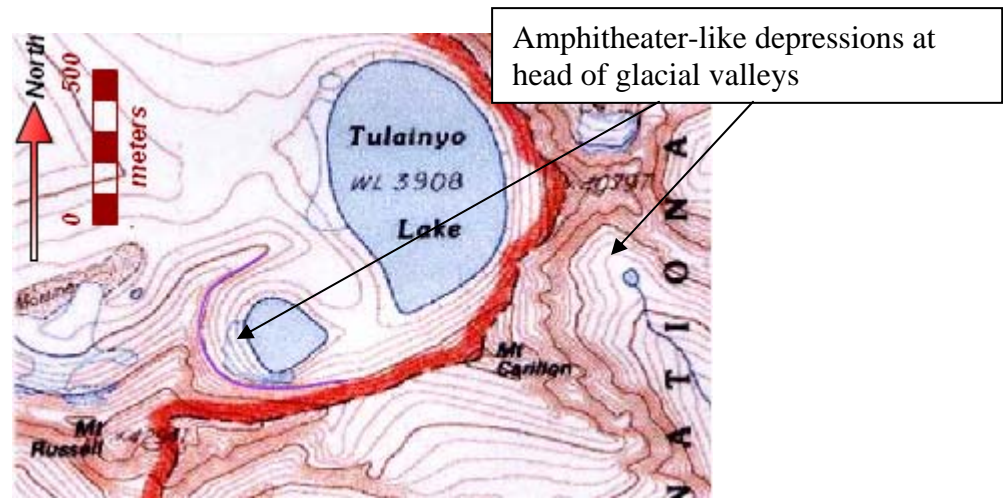 Amphitheater-like depressions at
head of glacial valleys
North
500
meters
0
Tulainyo
WL 3908
Lake
Moraine
Mt
Carillon
Mt
Russell
NATIONA